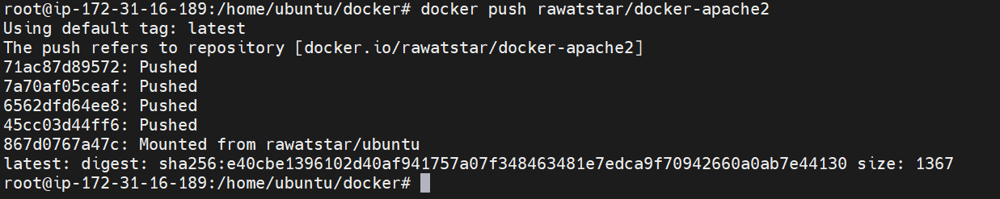 root@ip-172-31-16-189:/home/ubuntu/docker# docker push rawatstar/docker-apache2
Using default tag: latest
The push refers to repository [docker.io/rawatstar/docker-apache2]
71ac87d89572: Pushed
7a70af05ceaf: Pushed
6562dfd64ee8: Pushed
45cc03d44ff6: Pushed
867d0767a47c: Mounted from rawatstar/ubuntu
latest: digest: sha256:e40cbe1396102d40af941757a07f348463481e7edca9f70942660a0ab7e44130 size: 1367
root@ip-172-31-16-189:/home/ubuntu/docker#